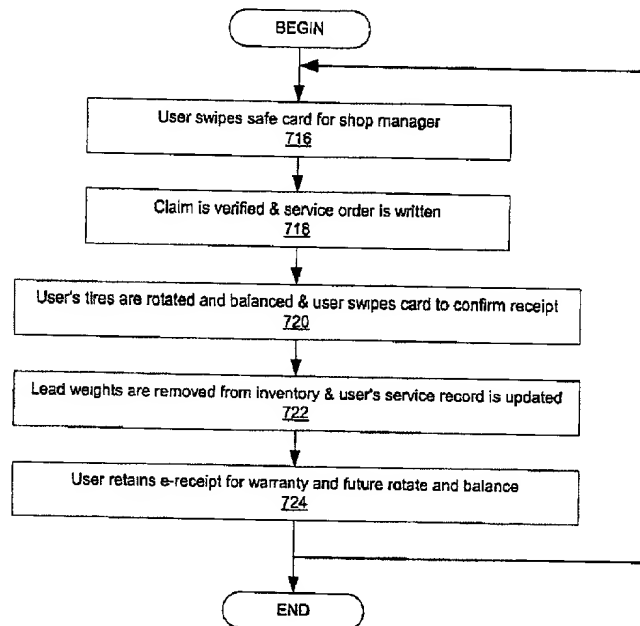 BEGIN
User swipes safe card for shop manager
716
Claim is verified & service order is written
718
User's tires are rotated and balanced & user swipes card to confirm receipt
720
Lead weights are removed from inventory & user's service record is updated
722
User retains e-receipt for warranty and future rotate and balance
724
END